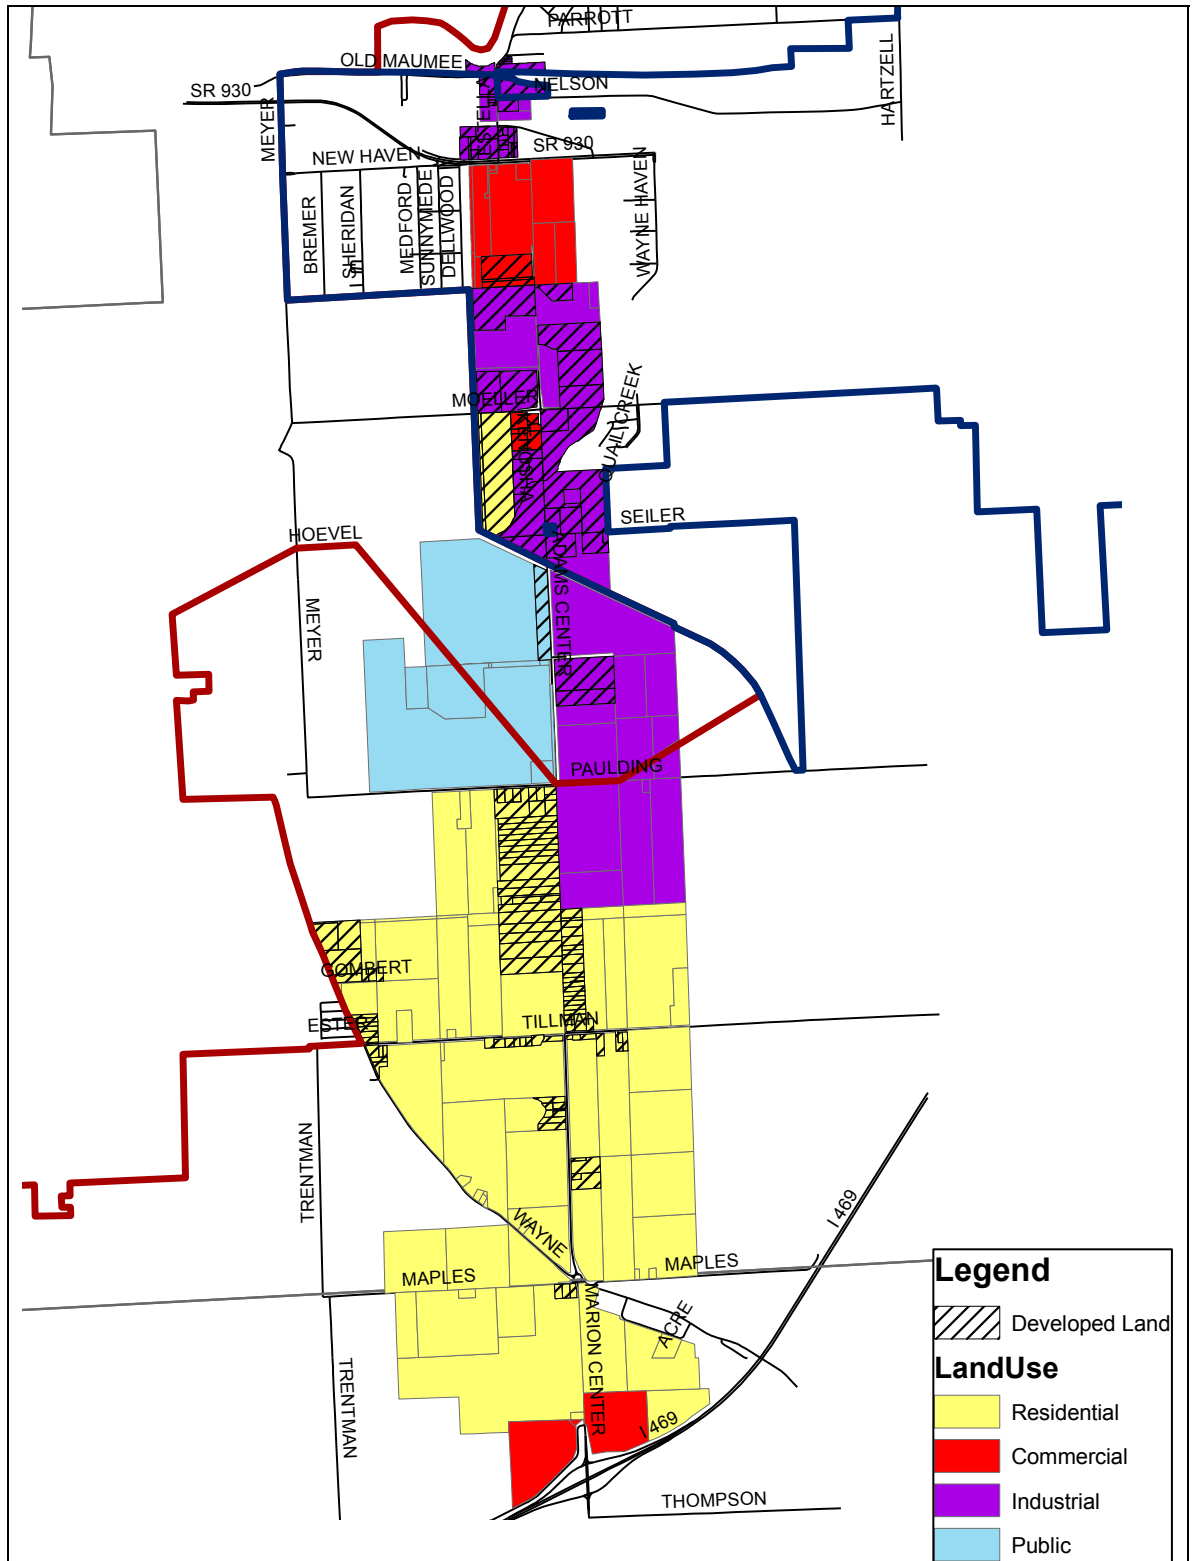 PARROTT
OLD MAUMEE
HARTZELL
SR 930
NELSON
MEYER
SR 930
NEW HAVEN
BREMER
SHERIDAN
MEDFORD
SUNNYMEDE
DELLWOOD
WAYNE HAVEN
MOELLER
QUAIL CREEK
SEILER
HOEVEL
ADAMS CENTER
MEYER
PAULDING
GOMBERT
ESTER
TILLMAN
TRENTMAN
WAYNE
I 469
MAPLES
MAPLES
MARION CENTER
ACRE
TRENTMAN
I 469
THOMPSON
Legend
Developed Land
LandUse
Residential
Commercial
Industrial
Public